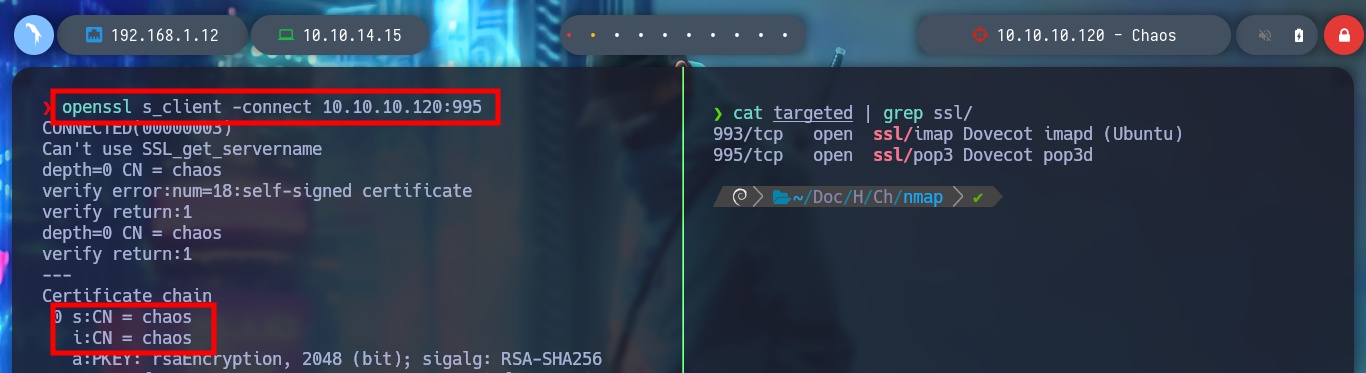 192.168.1.12
10.10.14.15
10.10.10.120 - Chaos
❯ openssl s_client -connect 10.10.10.120:995
CONNECTED(00000003)
Can't use SSL_get_servername
depth=0 CN = chaos
verify error:num=18:self-signed certificate
verify return:1
depth=0 CN = chaos
verify return:1
---
Certificate chain
0 s:CN = chaos
i:CN = chaos
a:PKEY: rsaEncryption, 2048 (bit); sigalg: RSA-SHA256
❯ cat targeted | grep ssl/
993/tcp   open  ssl/imap Dovecot imapd (Ubuntu)
995/tcp   open  ssl/pop3 Dovecot pop3d
~/Doc/H/Ch/nmap ✔